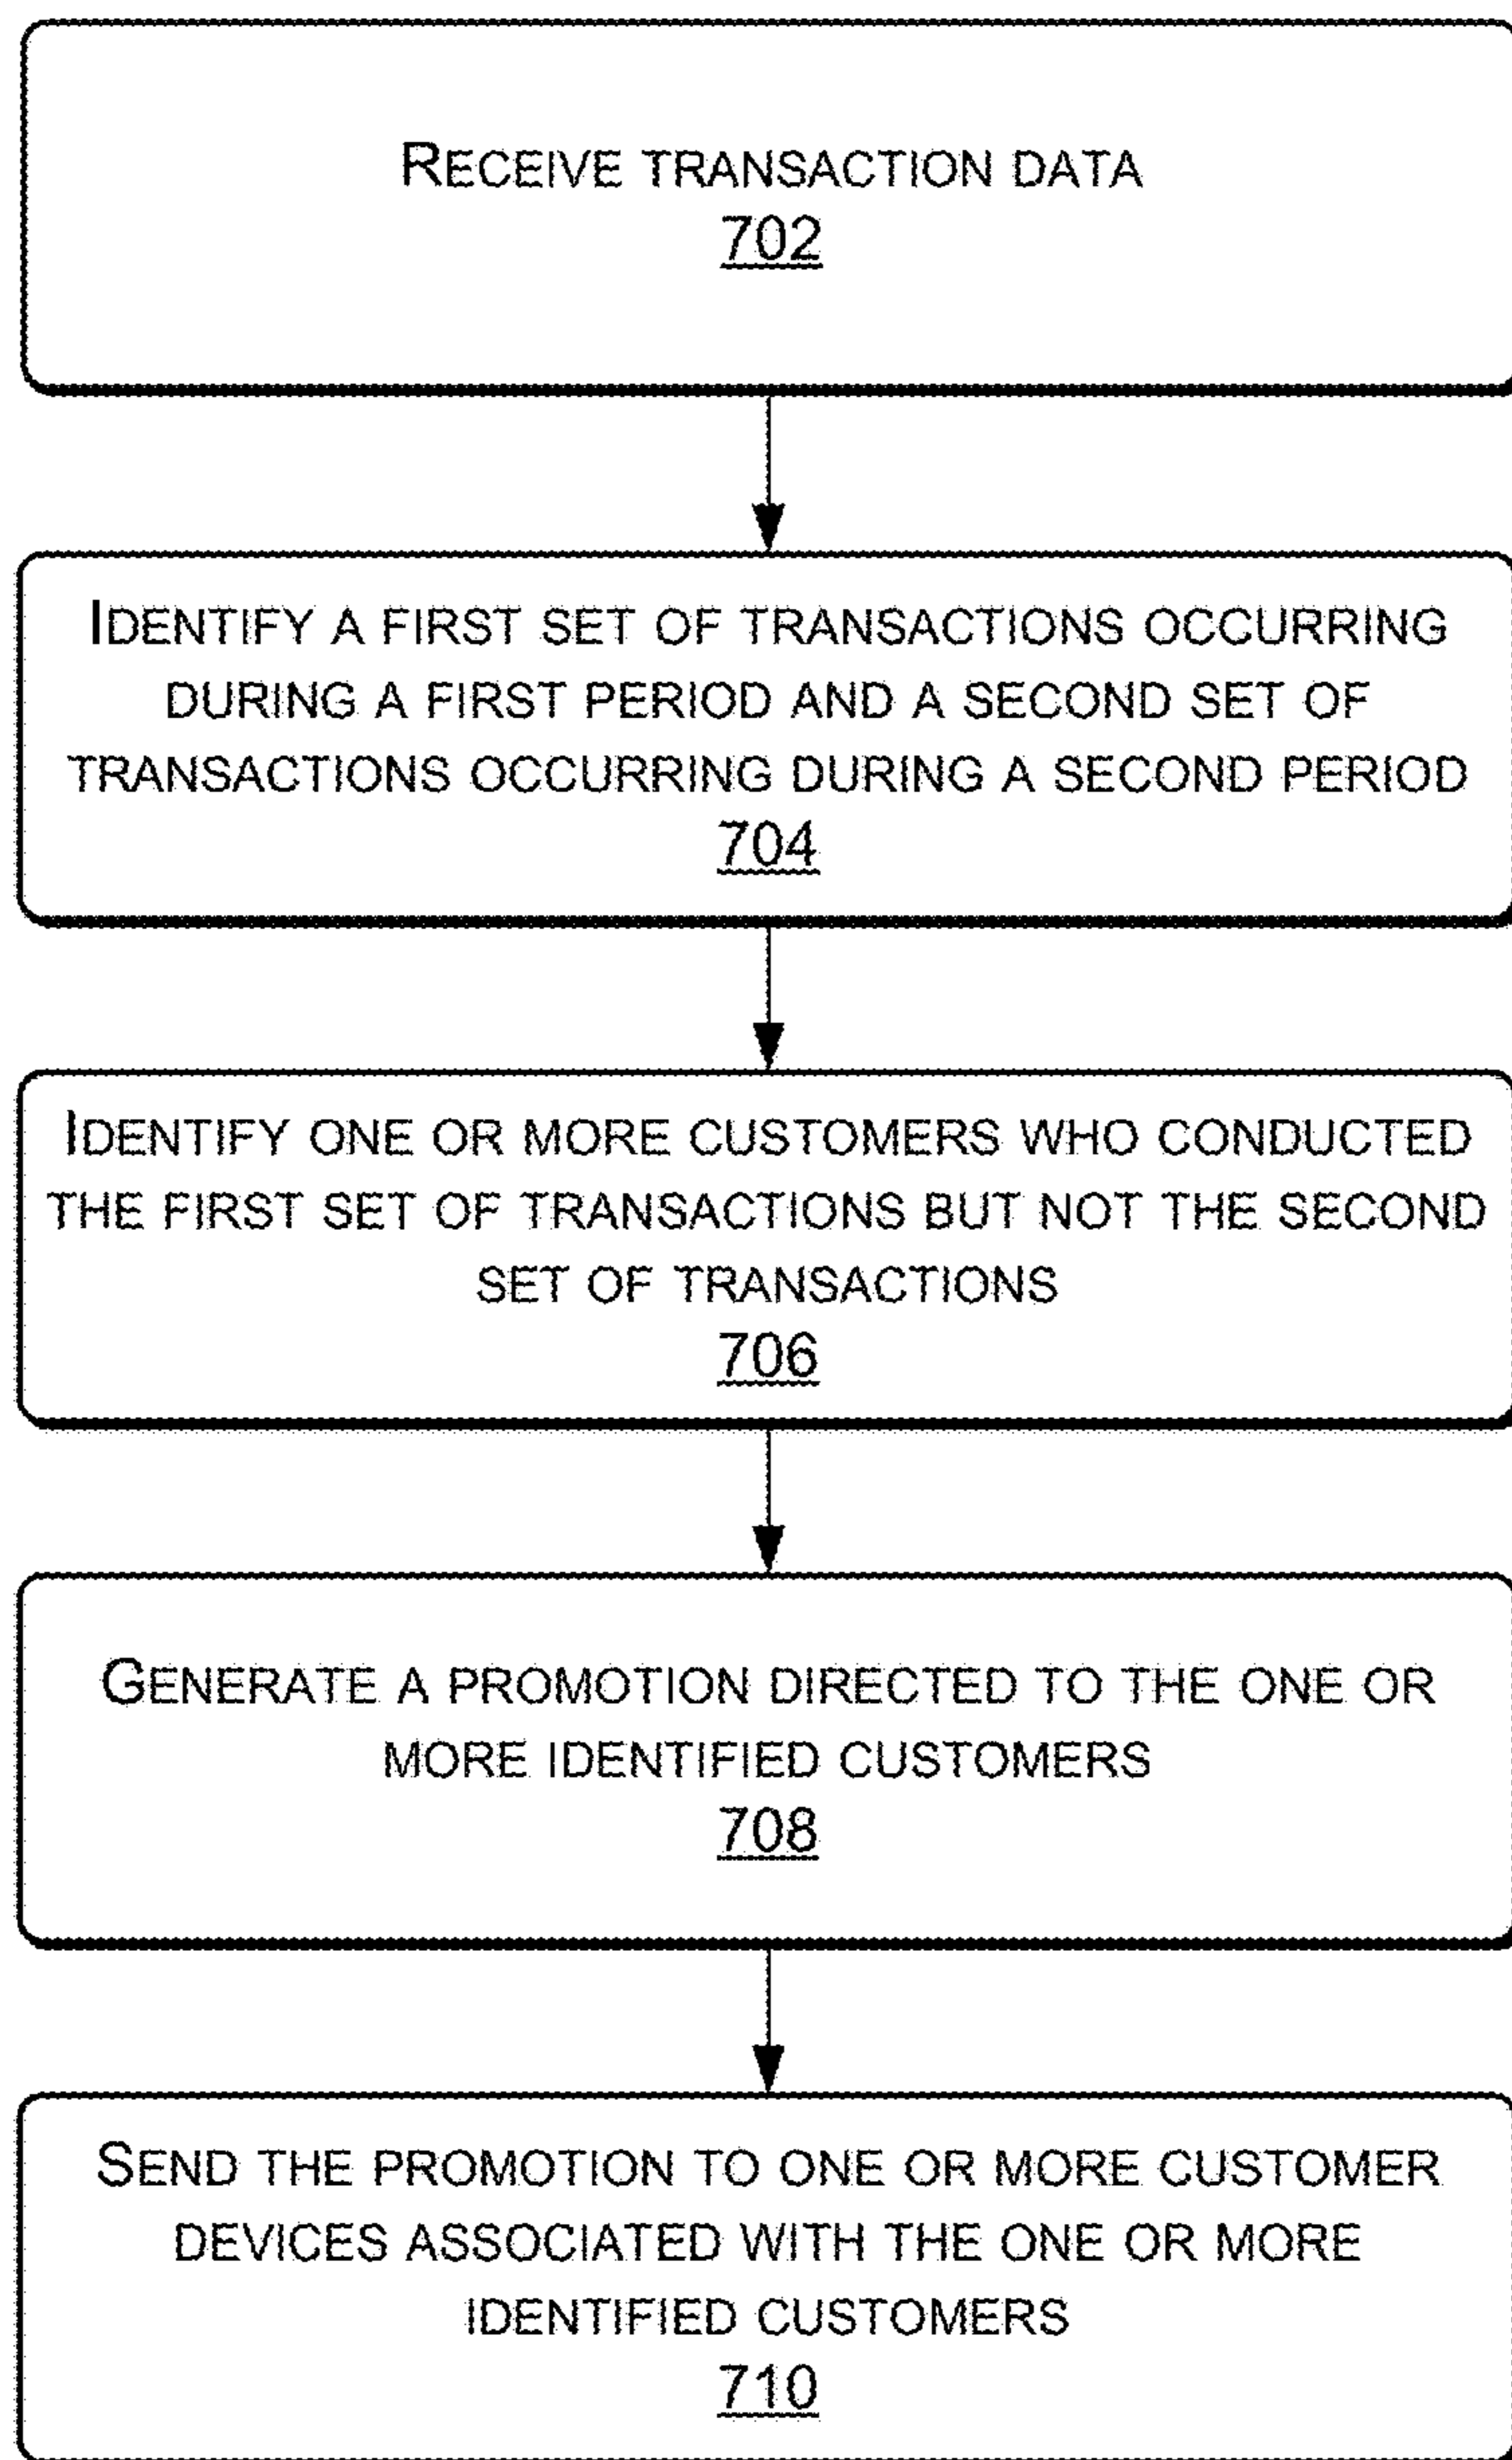 RECEIVE TRANSACTION DATA
702
IDENTIFY A FIRST SET OF TRANSACTIONS OCCURRING
DURING A FIRST PERIOD AND A SECOND SET OF
TRANSACTIONS OCCURRING DURING A SECOND PERIOD
704
IDENTIFY ONE OR MORE CUSTOMERS WHO CONDUCTED
THE FIRST SET OF TRANSACTIONS BUT NOT THE SECOND
SET OF TRANSACTIONS
706
GENERATE A PROMOTION DIRECTED TO THE ONE OR
MORE IDENTIFIED CUSTOMERS
708
SEND THE PROMOTION TO ONE OR MORE CUSTOMER
DEVICES ASSOCIATED WITH THE ONE OR MORE
IDENTIFIED CUSTOMERS
710